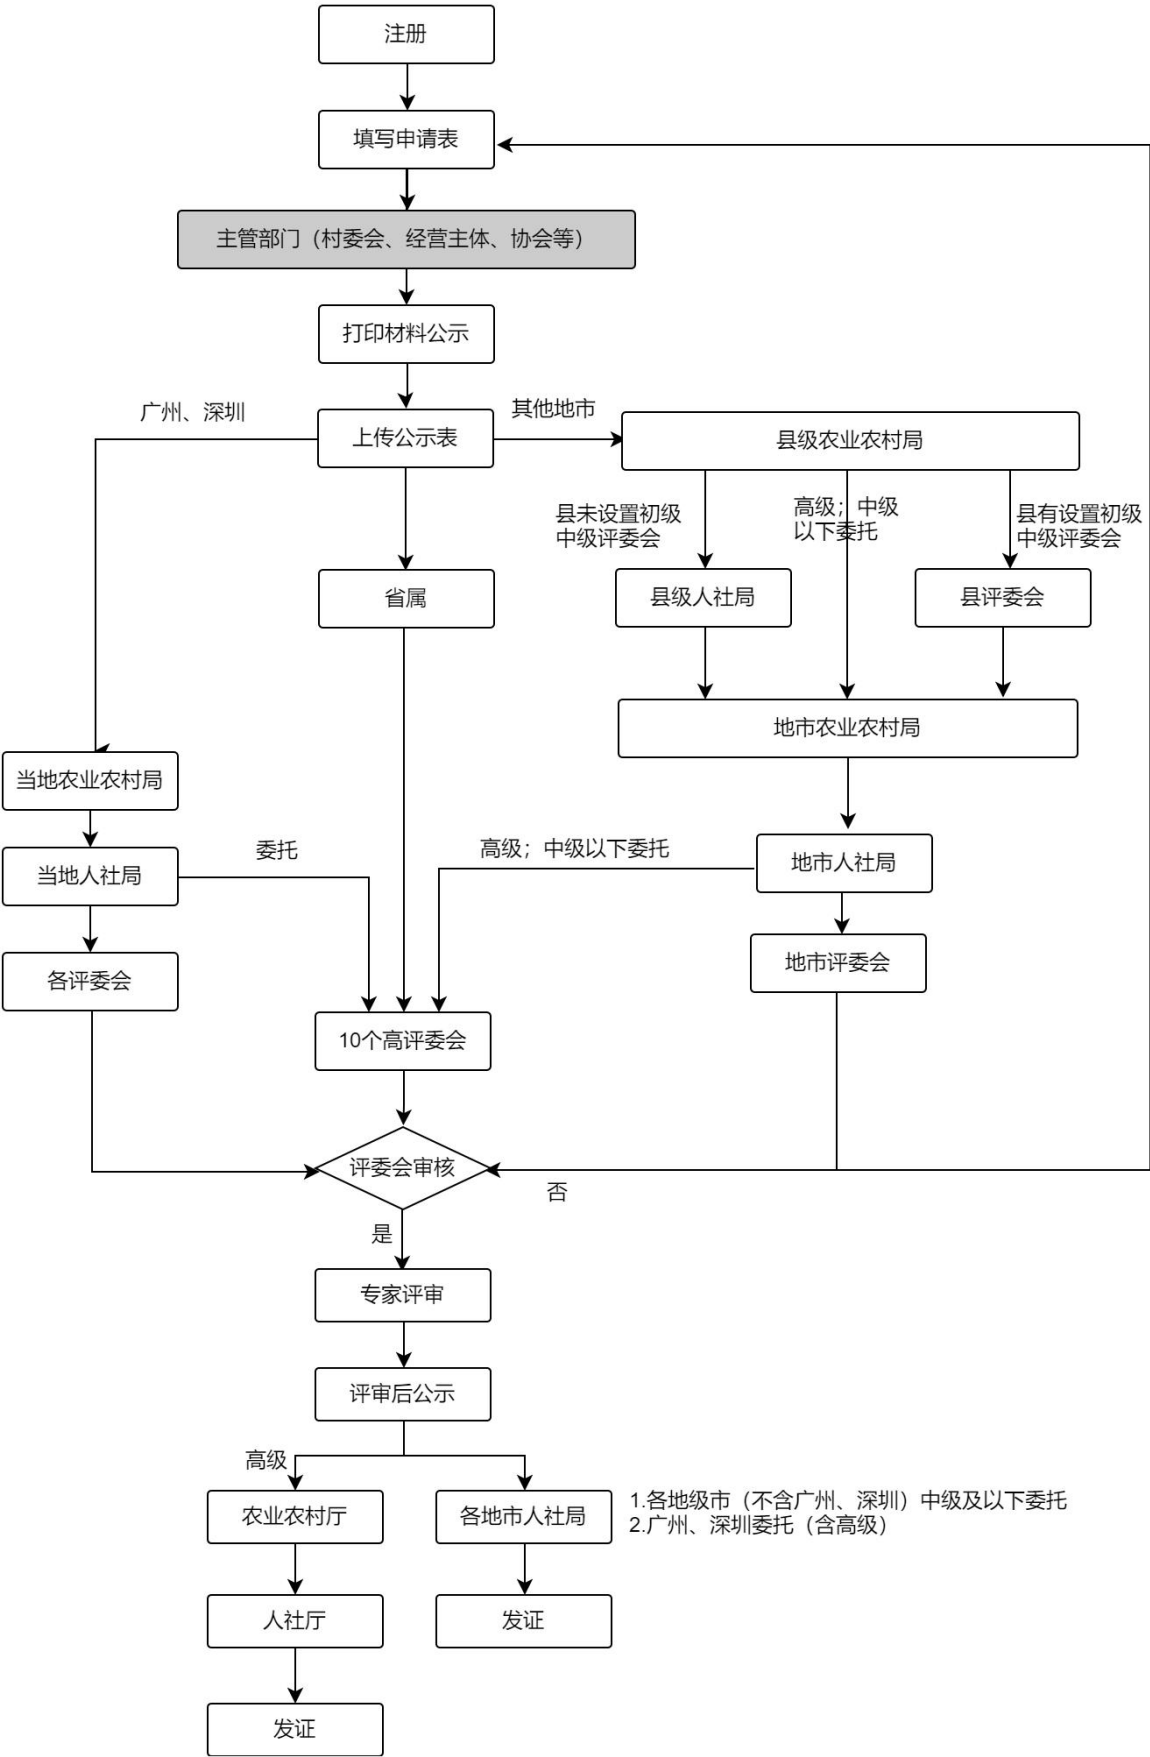 注册
填写申请表
主管部门（村委会、经营主体、协会等）
打印材料公示
广州、深圳
上传公示表
其他地市
县级农业农村局
县未设置初级
中级评委会
高级；中级
以下委托
县有设置初级
中级评委会
省属
县级人社局
县评委会
地市农业农村局
当地农业农村局
当地人社局
委托
高级；中级以下委托
地市人社局
各评委会
地市评委会
10个高评委会
评委会审核
否
是
专家评审
评审后公示
高级
农业农村厅
各地市人社局
1.各地级市（不含广州、深圳）中级及以下委托
2.广州、深圳委托（含高级）
人社厅
发证
发证